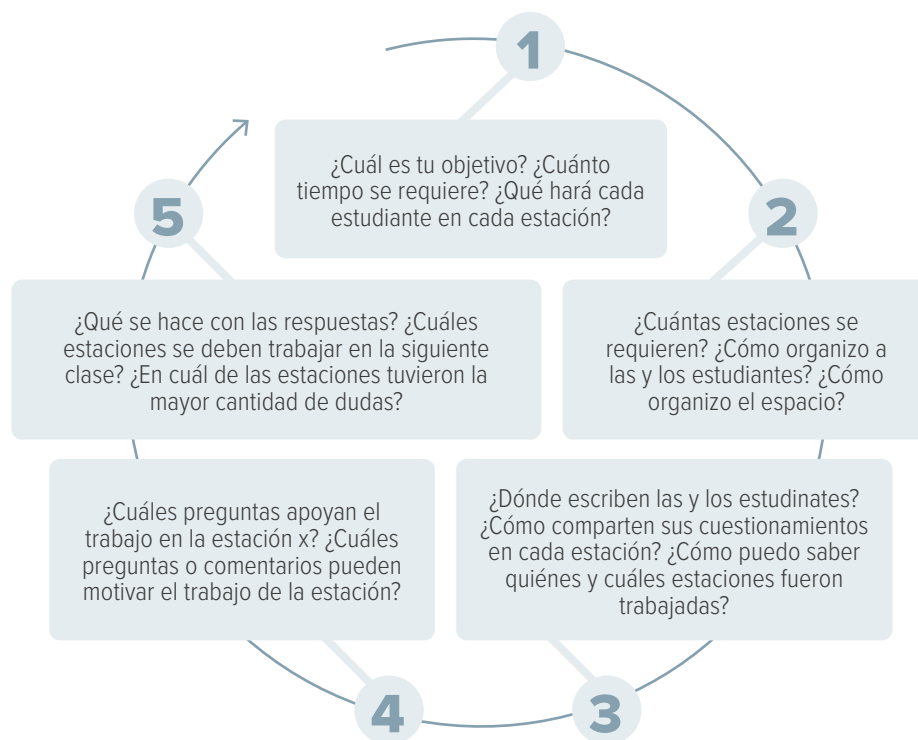 1
¿Cuál es tu objetivo? ¿Cuánto
tiempo se requiere? ¿Qué hará cada
estudiante en cada estación?
2
¿Cuántas estaciones se
requieren? ¿Cómo organizo a
las y los estudiantes? ¿Cómo
organizo el espacio?
3
¿Dónde escriben las y los estudinates?
¿Cómo comparten sus cuestionamientos
en cada estación? ¿Cómo puedo saber
quiénes y cuáles estaciones fueron
trabajadas?
4
¿Cuáles preguntas apoyan el
trabajo en la estación x? ¿Cuáles
preguntas o comentarios pueden
motivar el trabajo de la estación?
5
¿Qué se hace con las respuestas? ¿Cuáles
estaciones se deben trabajar en la siguiente
clase? ¿En cuál de las estaciones tuvieron la
mayor cantidad de dudas?